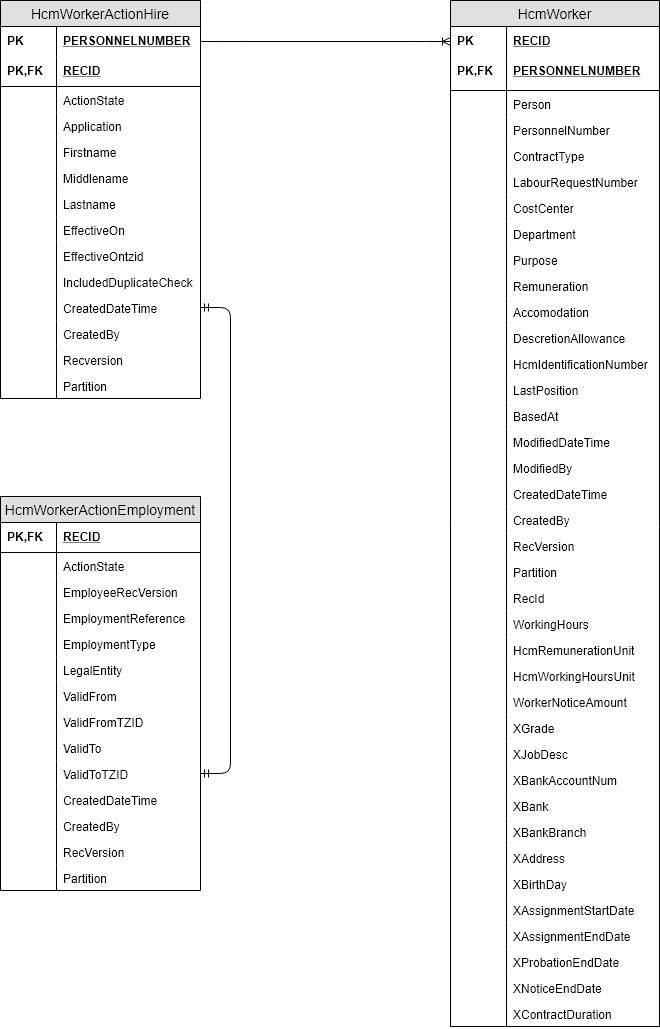 HcmWorkerActionHire
PK PERSONNELNUMBER
PK,FK RECID
ActionState
Application
Firstname
Middlename
Lastname
EffectiveOn
EffectiveOntzid
IncludedDuplicateCheck
CreatedDateTime
CreatedBy
Recversion
Partition
HcmWorkerActionEmployment
PK,FK RECID
ActionState
EmployeeRecVersion
EmploymentReference
EmploymentType
LegalEntity
ValidFrom
ValidFromTZID
ValidTo
ValidToTZID
CreatedDateTime
CreatedBy
RecVersion
Partition
HcmWorker
PK RECID
PK,FK PERSONNELNUMBER
Person
PersonnelNumber
ContractType
LabourRequestNumber
CostCenter
Department
Purpose
Remuneration
Accomodation
DescretionAllowance
HcmIdentificationNumber
LastPosition
BasedAt
ModifiedDateTime
ModifiedBy
CreatedDateTime
CreatedBy
RecVersion
Partition
RecId
WorkingHours
HcmRemunerationUnit
HcmWorkingHoursUnit
WorkerNoticeAmount
XGrade
XJobDesc
XBankAccountNum
XBank
XBankBranch
XAddress
XBirthDay
XAssignmentStartDate
XAssignmentEndDate
XProbationEndDate
XNoticeEndDate
XContractDuration